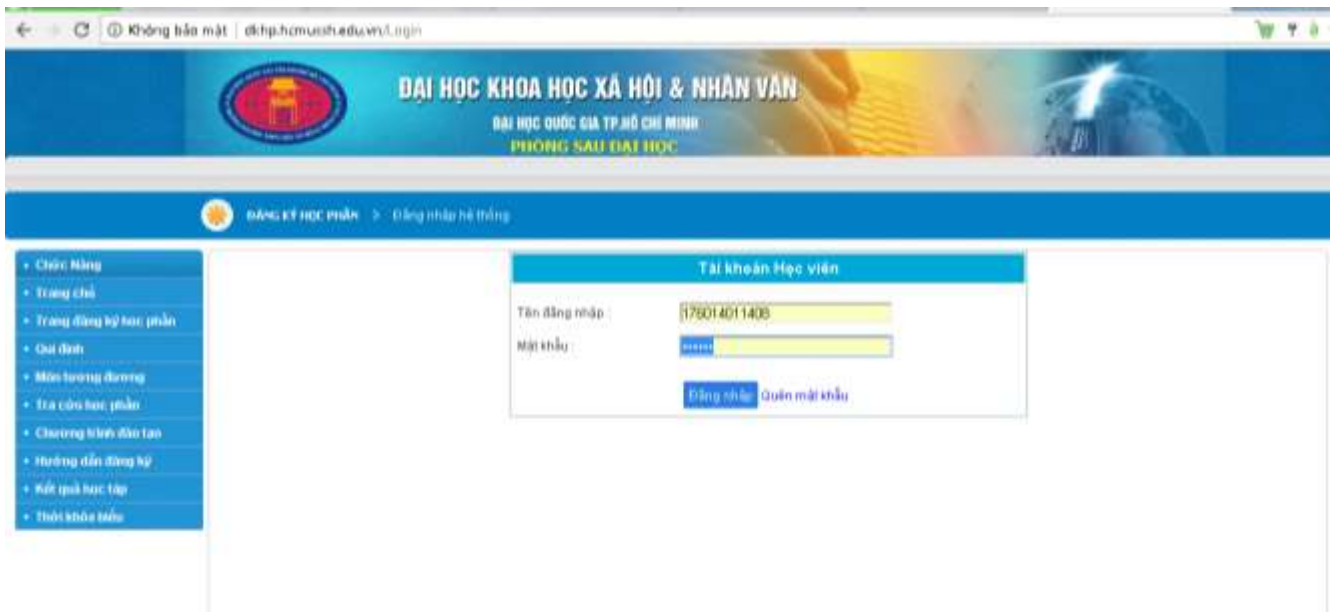 Không bảo mật | dkhp.hcmussh.edu.vn/Login
ĐẠI HỌC KHOA HỌC XÃ HỘI & NHÂN VĂN
ĐẠI HỌC QUỐC GIA TP.HỒ CHÍ MINH
PHÒNG SAU ĐẠI HỌC
ĐĂNG KÝ HỌC PHẦN > Đăng nhập hệ thống
Chức Năng
Trang chủ
Trang đăng ký học phần
Qui định
Môn tương đương
Tra cứu học phần
Chương trình đào tạo
Hướng dẫn đăng ký
Kết quả học tập
Thời khóa biểu
Tài khoản Học viên
Tên đăng nhập : 176014011408
Mật khẩu : ••••••
Đăng nhập Quên mật khẩu